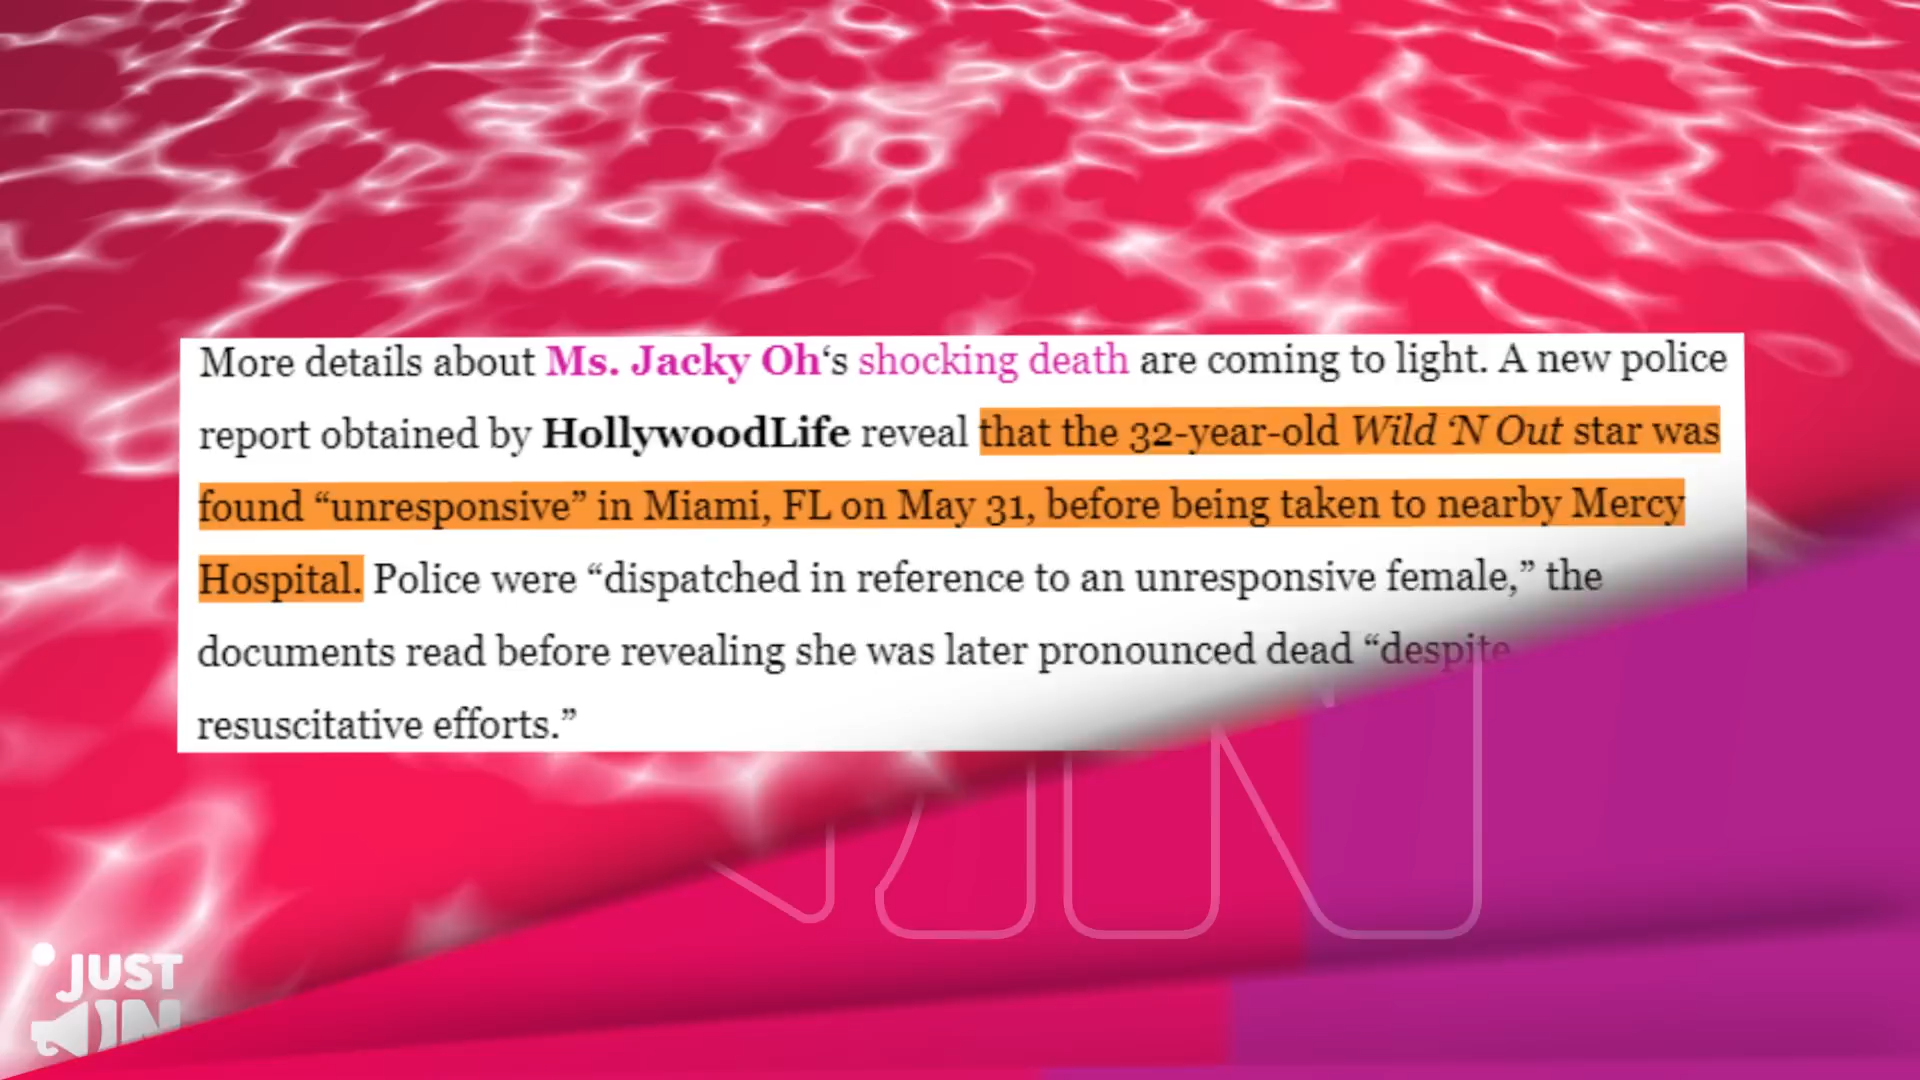 More details about Ms. Jacky Oh‘s shocking death are coming to light. A new police
report obtained by HollywoodLife reveal that the 32-year-old Wild ‘N Out star was
found “unresponsive” in Miami, FL on May 31, before being taken to nearby Mercy
Hospital. Police were “dispatched in reference to an unresponsive female,” the
documents read before revealing she was later pronounced dead “despite
resuscitative efforts.”
JUST
IN